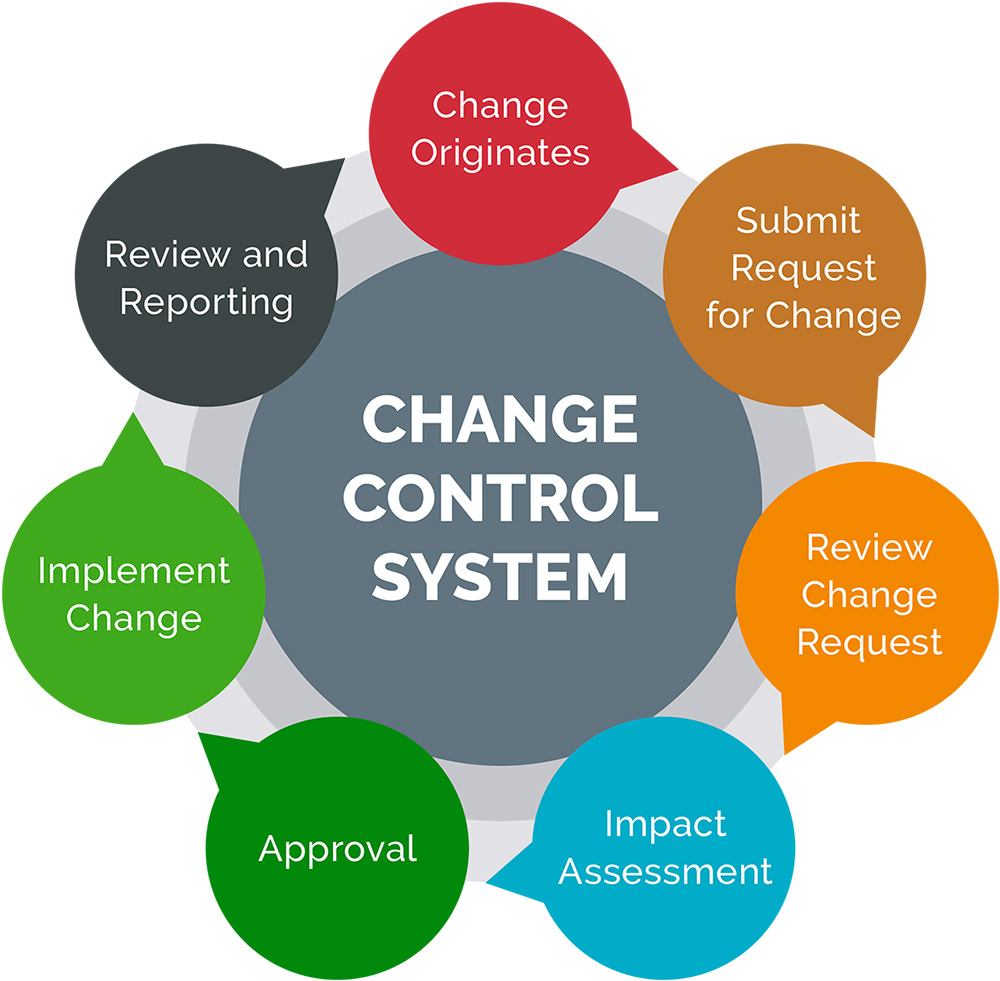 Change
Originates
Submit
Request
for Change
Review
Change
Request
Impact
Assessment
Approval
Implement
Change
Review and
Reporting
CHANGE
CONTROL
SYSTEM